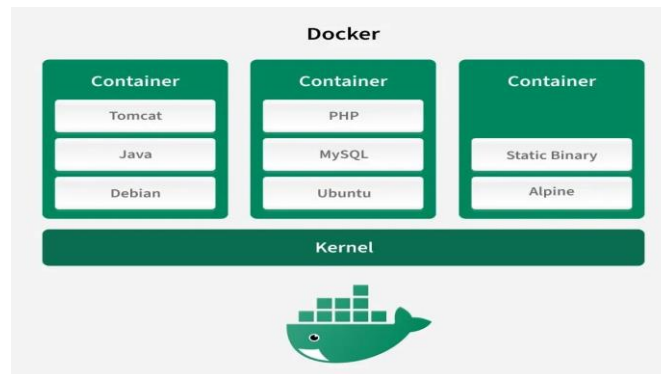 Docker
Container
Tomcat
Java
Debian
Container
PHP
MySQL
Ubuntu
Container
Static Binary
Alpine
Kernel